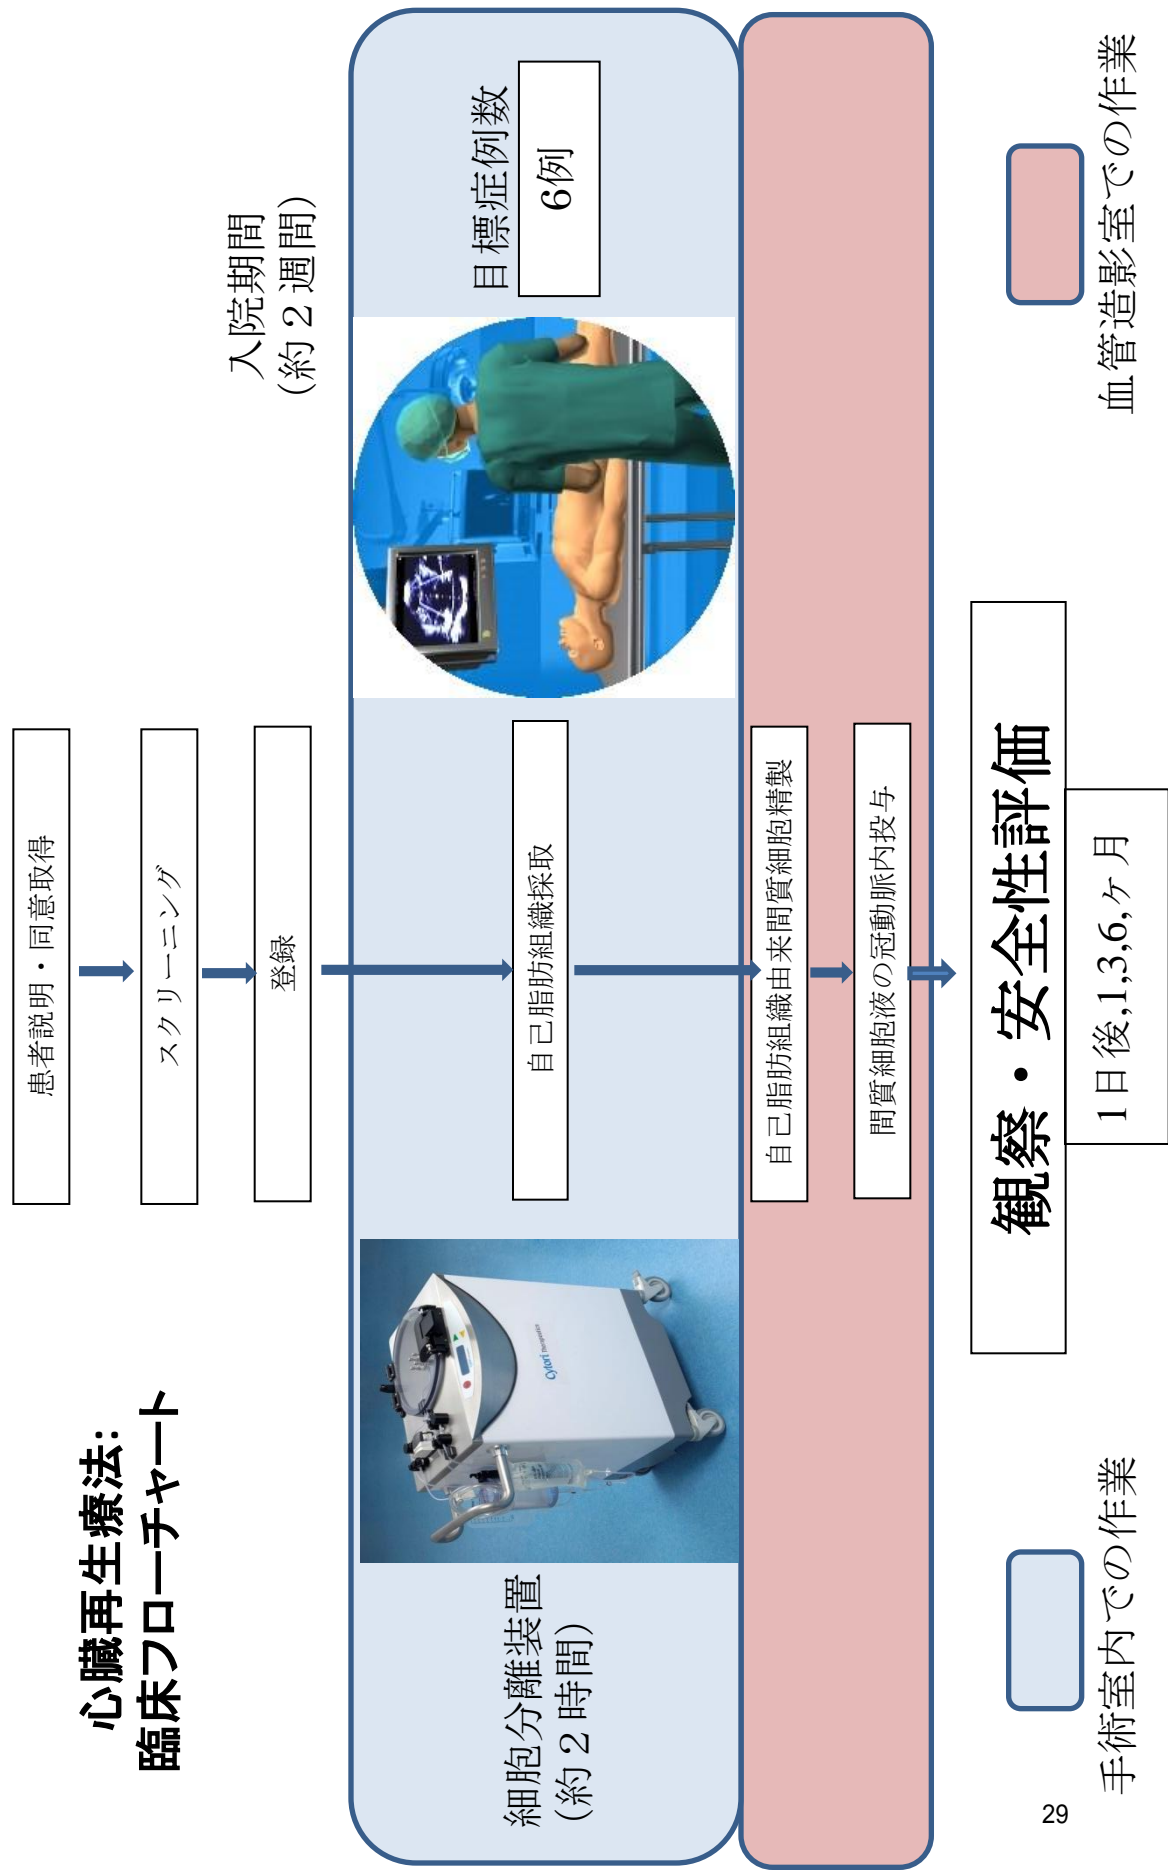 心臓再生療法:
臨床フローチャート
患者説明・同意取得
スクリーニング
登録
入院期間
(約２週間)
細胞分離装置
(約２時間)
Cytori Therapeutics
自己脂肪組織採取
目標症例数
6例
自己脂肪組織由来間質細胞精製
間質細胞液の冠動脈内投与
観察・安全性評価
1日後,1,3,6,ヶ月
手術室内での作業
血管造影室での作業
29